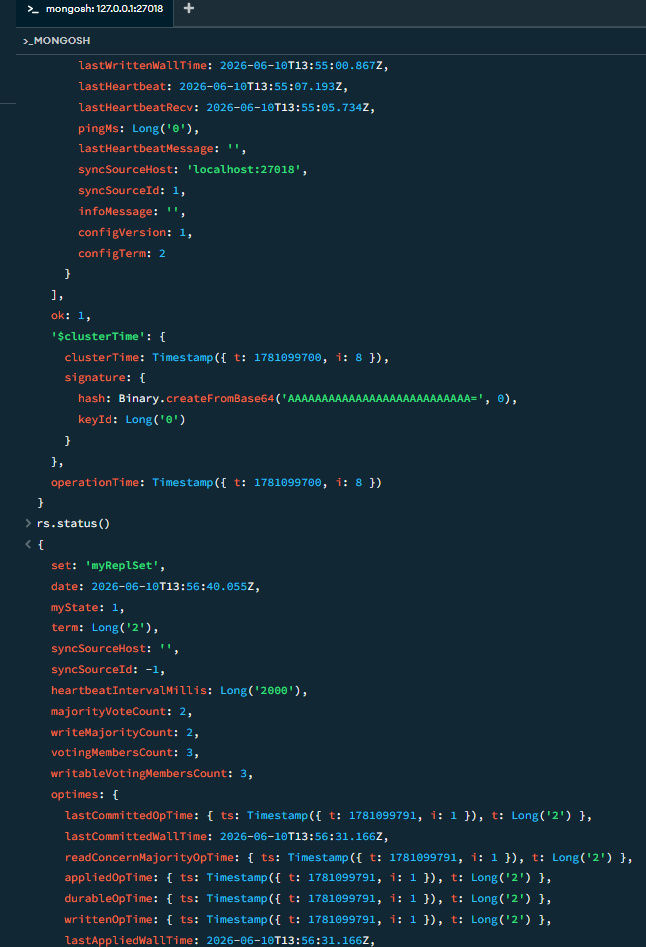 >_ mongosh: 127.0.0.1:27018 +
>_MONGOSH
lastWrittenWallTime: 2026-06-10T13:55:00.867Z,
lastHeartbeat: 2026-06-10T13:55:07.193Z,
lastHeartbeatRecv: 2026-06-10T13:55:05.734Z,
pingMs: Long('0'),
lastHeartbeatMessage: '',
syncSourceHost: 'localhost:27018',
syncSourceId: 1,
infoMessage: '',
configVersion: 1,
configTerm: 2
}
],
ok: 1,
'$clusterTime': {
clusterTime: Timestamp({ t: 1781099700, i: 8 }),
signature: {
hash: Binary.createFromBase64('AAAAAAAAAAAAAAAAAAAAAAAAAAA=', 0),
keyId: Long('0')
}
},
operationTime: Timestamp({ t: 1781099700, i: 8 })
}
> rs.status()
< {
set: 'myReplSet',
date: 2026-06-10T13:56:40.055Z,
myState: 1,
term: Long('2'),
syncSourceHost: '',
syncSourceId: -1,
heartbeatIntervalMillis: Long('2000'),
majorityVoteCount: 2,
writeMajorityCount: 2,
votingMembersCount: 3,
writableVotingMembersCount: 3,
optimes: {
lastCommittedOpTime: { ts: Timestamp({ t: 1781099791, i: 1 }), t: Long('2') },
lastCommittedWallTime: 2026-06-10T13:56:31.166Z,
readConcernMajorityOpTime: { ts: Timestamp({ t: 1781099791, i: 1 }), t: Long('2') },
appliedOpTime: { ts: Timestamp({ t: 1781099791, i: 1 }), t: Long('2') },
durableOpTime: { ts: Timestamp({ t: 1781099791, i: 1 }), t: Long('2') },
writtenOpTime: { ts: Timestamp({ t: 1781099791, i: 1 }), t: Long('2') },
lastAppliedWallTime: 2026-06-10T13:56:31.166Z,